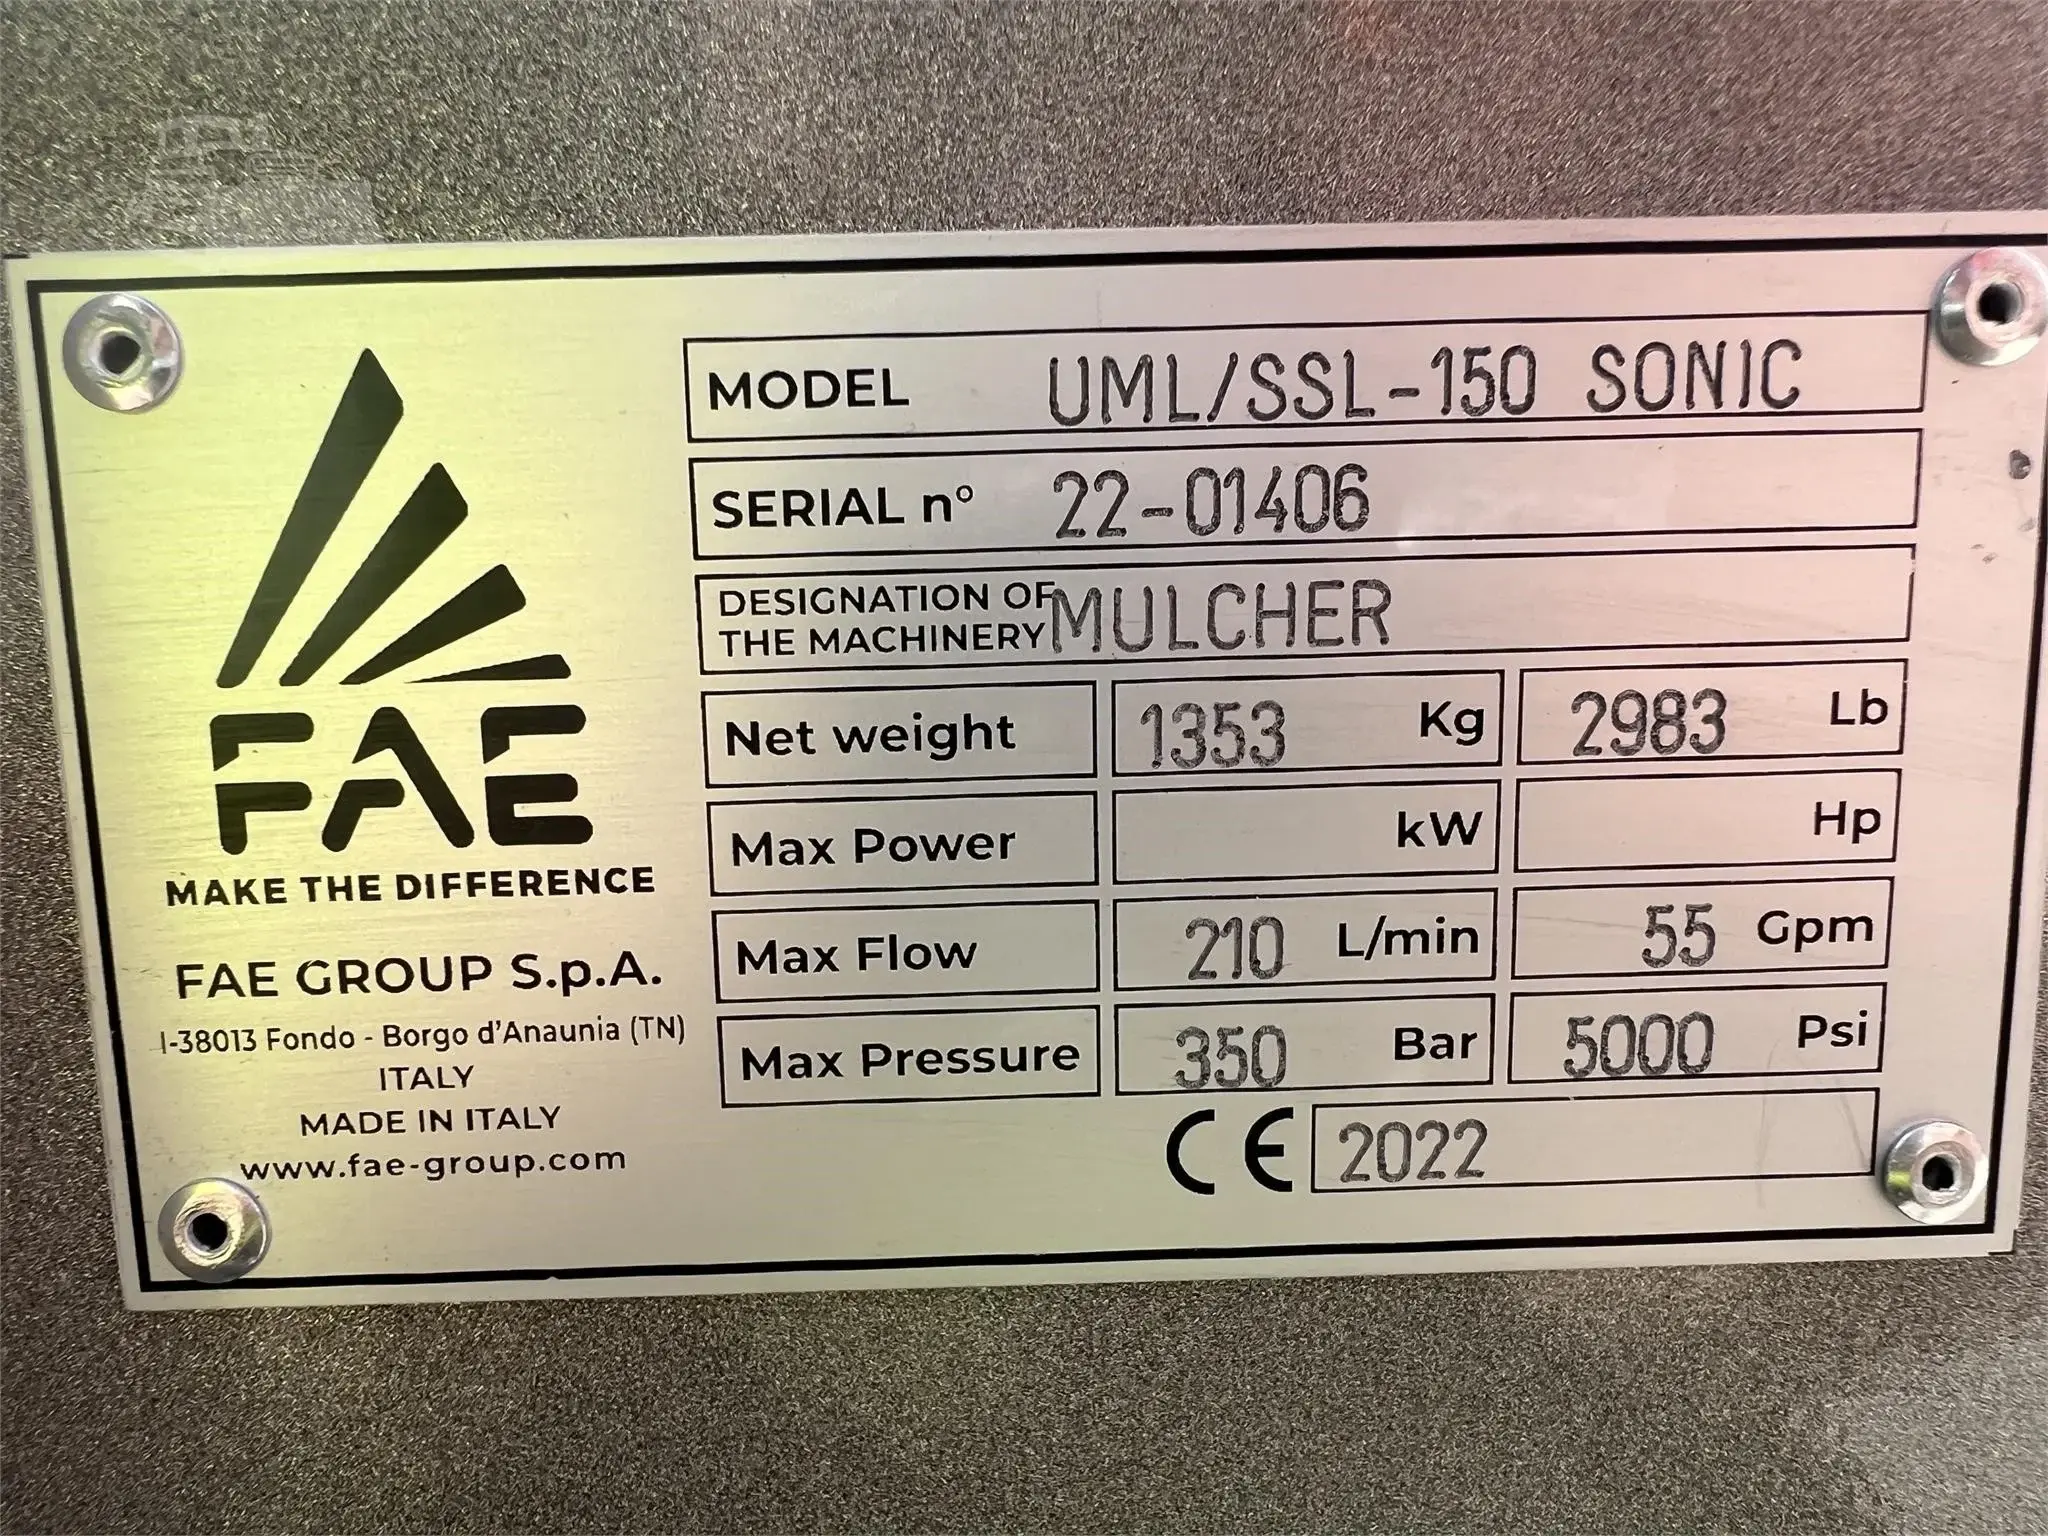 FAE
MAKE THE DIFFERENCE
FAE GROUP S.p.A.
I-38013 Fondo - Borgo d'Anaunia (TN)
ITALY
MADE IN ITALY
www.fae-group.com
MODEL UML/SSL-150 SONIC
SERIAL n° 22-01406
DESIGNATION OF
THE MACHINERY MULCHER
Net weight 1353 Kg 2983 Lb
Max Power kW Hp
Max Flow 210 L/min 55 Gpm
Max Pressure 350 Bar 5000 Psi
CE 2022